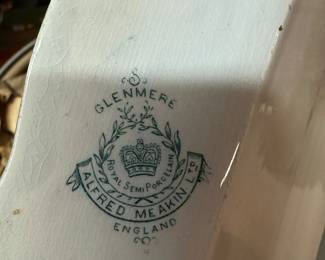 GLENMERE
ROYAL SEMI PORCELAIN
ALFRED MEAKIN LTD
ENGLAND